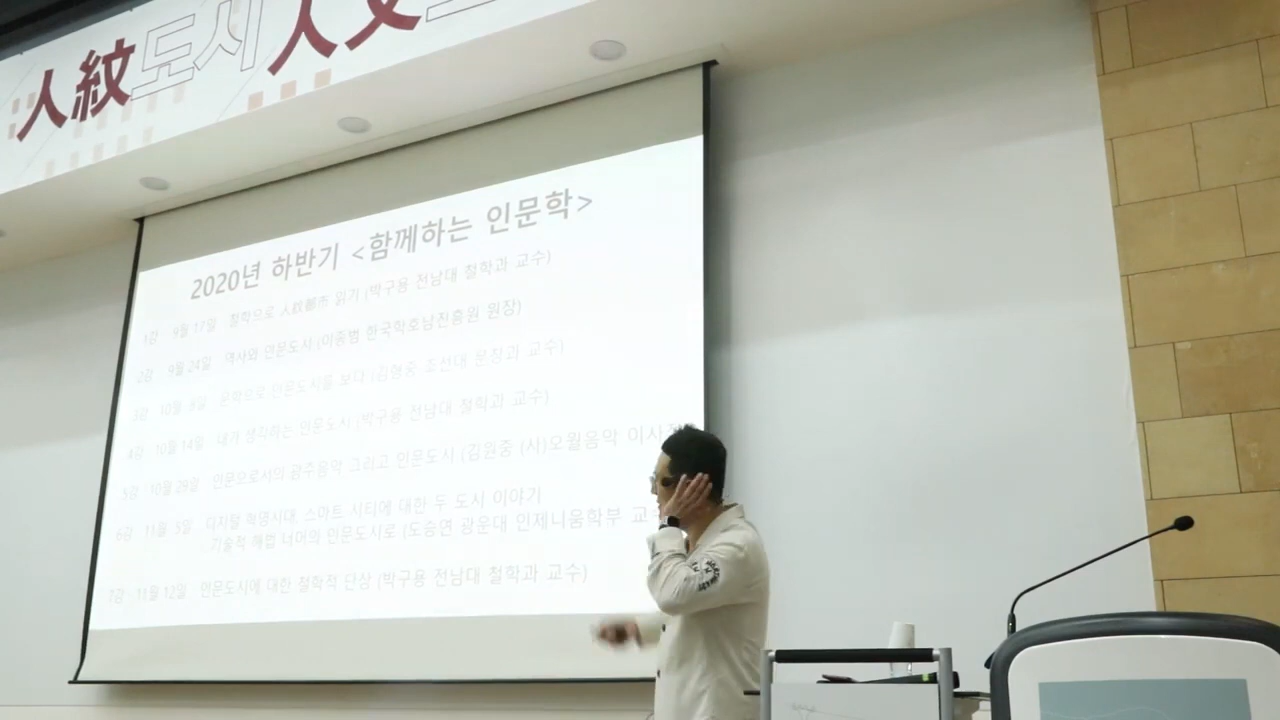 人紋도시人文
2020년 하반기 <함께하는 인문학>
1강 9월 17일 철학으로 人紋都市 읽기 (박구용 전남대 철학과 교수)
2강 9월 24일 역사와 인문도시 (이종범 한국학호남진흥원 원장)
3강 10월 8일 문학으로 인문도시를 보다 (김형중 조선대 문창과 교수)
4강 10월 14일 내가 생각하는 인문도시 (박구용 전남대 철학과 교수)
5강 10월 29일 인문으로서의 광주음악 그리고 인문도시 (김원중 (사)오월음악 이사
6강 11월 5일 디지털 혁명시대, 스마트 시티에 대한 두 도시 이야기
기술적 해법 너머의 인문도시로 (도승연 광운대 인제니움학부
7강 11월 12일 인문도시에 대한 철학적 단상 (박구용 전남대 철학과 교수)